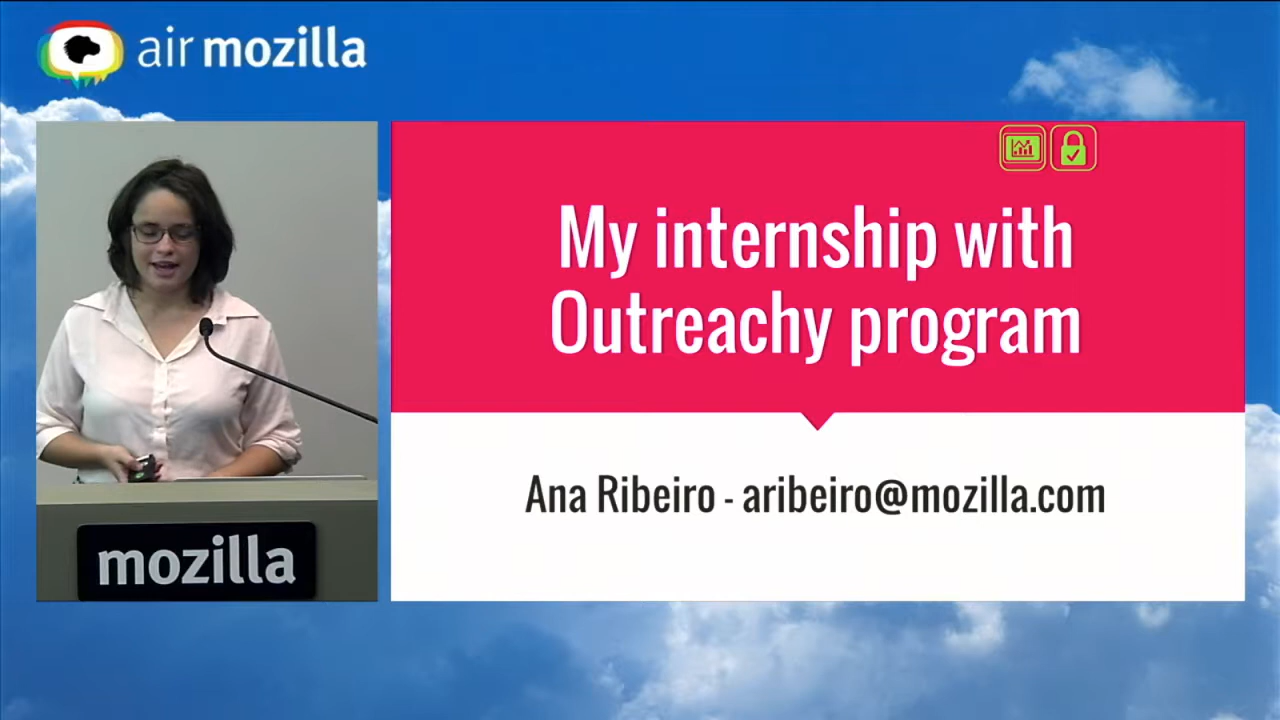 air mozilla
My internship with
Outreachy program
Ana Ribeiro - aribeiro@mozilla.com
mozilla